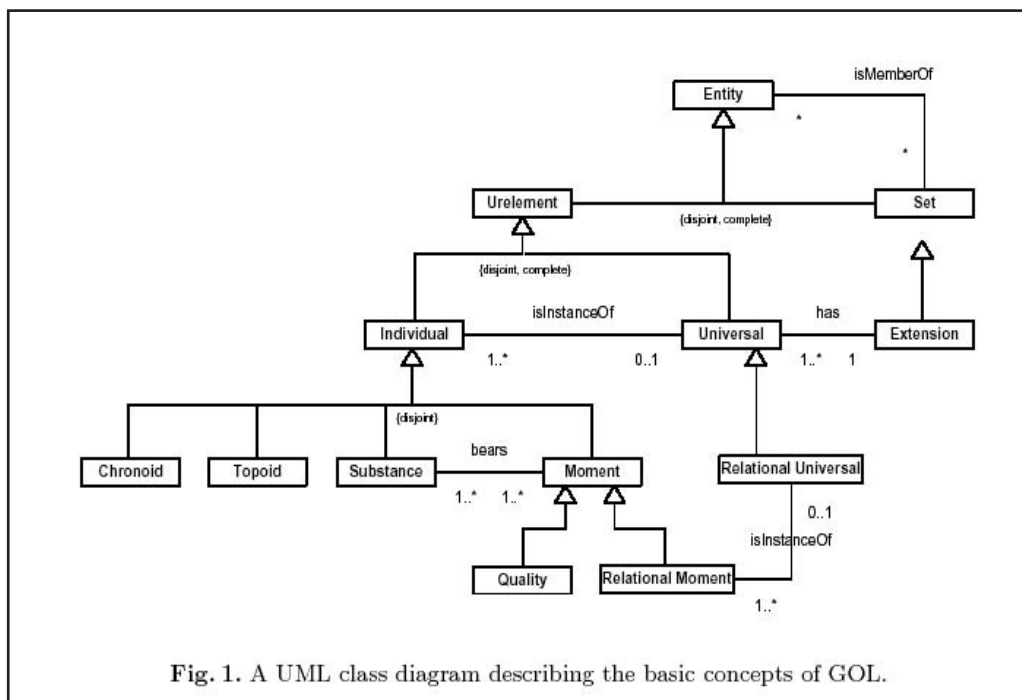 isMemberOf
Entity
*
*
Urelement
Set
{disjoint, complete}
{disjoint, complete}
isInstanceOf
has
Individual
Universal
Extension
1..*
0..1
1..*
1
{disjoint}
bears
Chronoid
Topoid
Substance
Moment
Relational Universal
1..*
1..*
0..1
isInstanceOf
Quality
Relational Moment
1..*
Fig. 1. A UML class diagram describing the basic concepts of GOL.